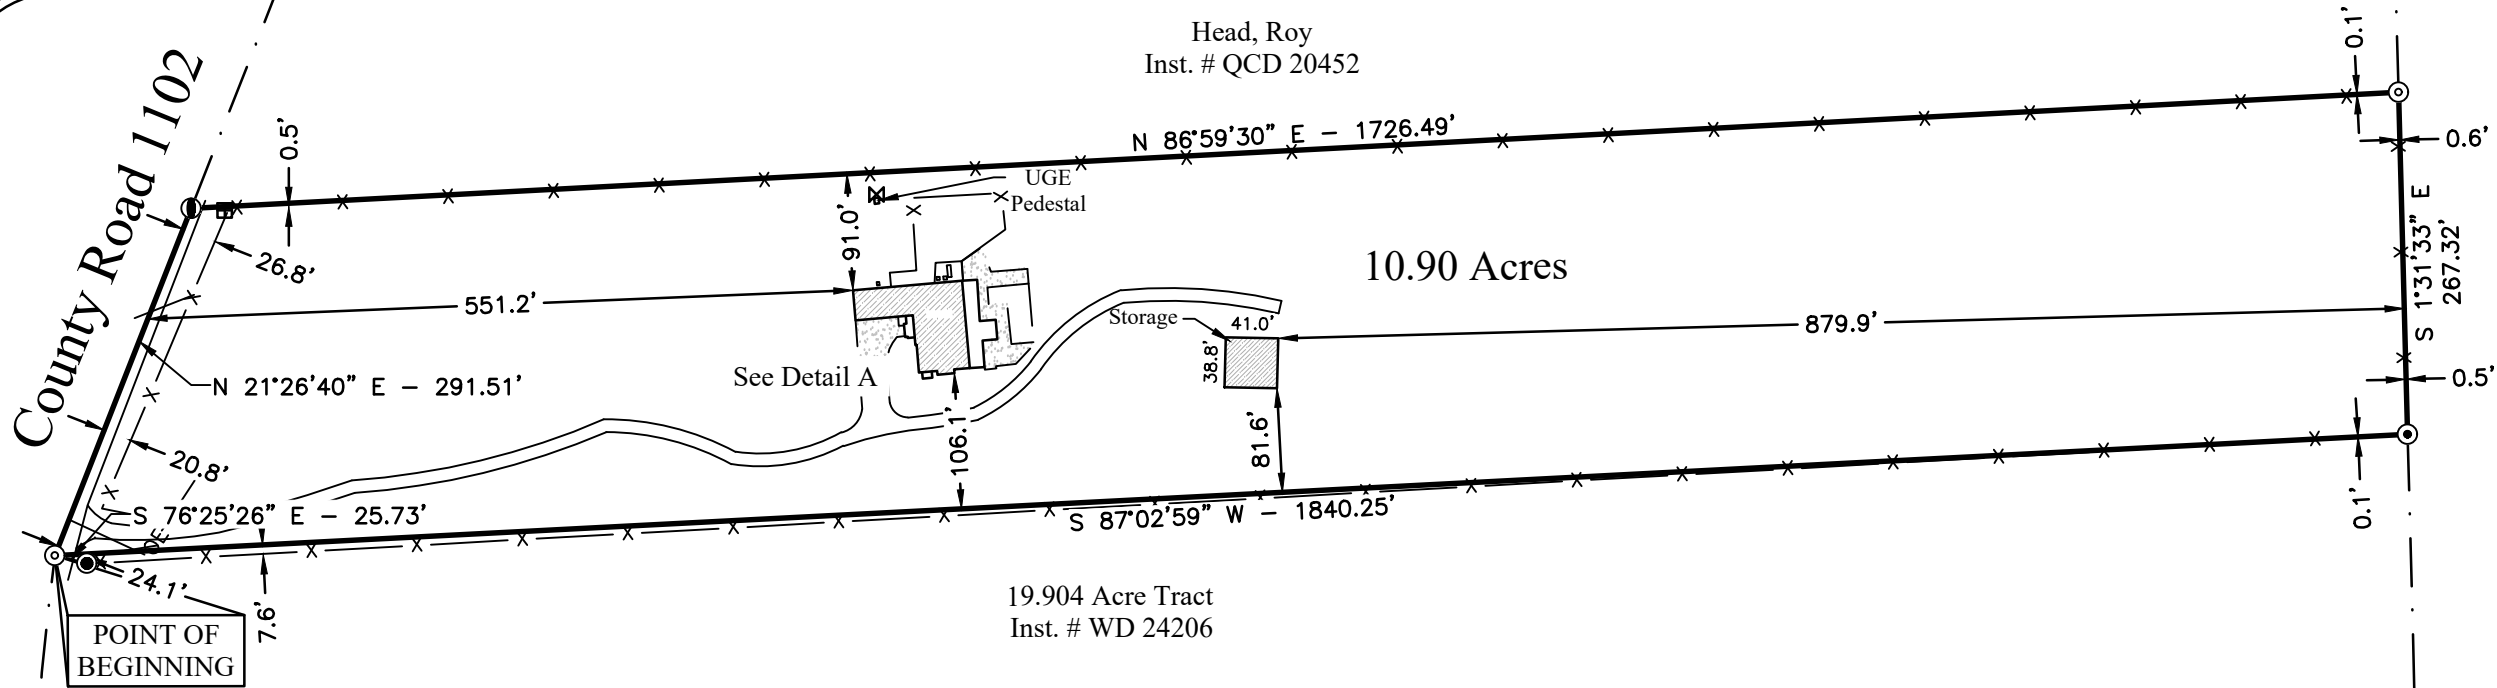 Head, Roy
Inst. # QCD 20452
0.1'
County Road 1102
0.5'
N 86°59'30" E - 1726.49'
0.6'
UGE
Pedestal
91.0'
26.8'
10.90 Acres
S 1°31'33" E
267.32'
551.2'
Storage
41.0'
879.9'
38.8'
See Detail A
N 21°26'40" E - 291.51'
0.5'
106.1'
81.6'
20.8'
S 76°25'26" E - 25.73'
S 87°02'59" W - 1840.25'
0.1'
24.1'
7.6'
19.904 Acre Tract
Inst. # WD 24206
POINT OF
BEGINNING